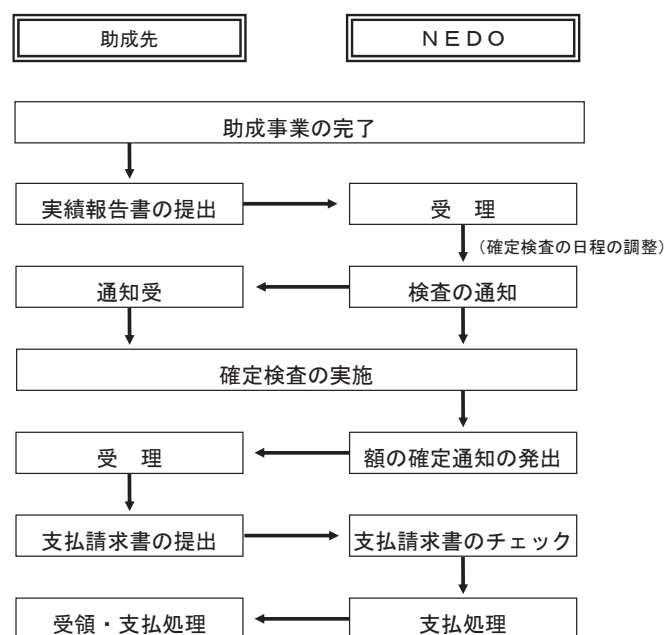 助成先
ＮＥＤＯ
助成事業の完了
実績報告書の提出
受　理
（確定検査の日程の調整）
通知受
検査の通知
確定検査の実施
受　理
額の確定通知の発出
支払請求書の提出
支払請求書のチェック
受領・支払処理
支払処理